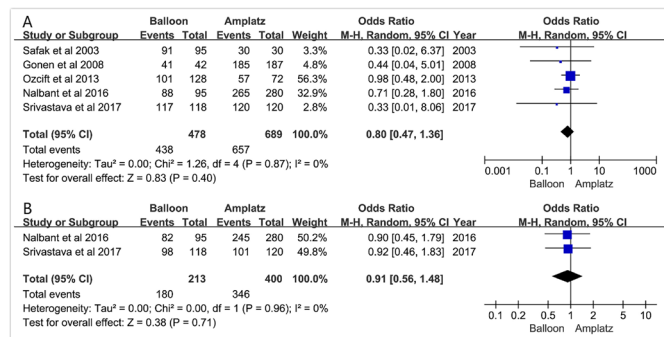 A
Balloon Amplatz Odds Ratio Odds Ratio
Study or Subgroup Events Total Events Total Weight M-H, Random, 95% CI Year M-H, Random, 95% CI
Safak et al 2003 91 95 30 30 3.3% 0.33 [0.02, 6.37] 2003
Gonen et al 2008 41 42 185 187 4.7% 0.44 [0.04, 5.01] 2008
Ozcift et al 2013 101 128 57 72 56.3% 0.98 [0.48, 2.00] 2013
Nalbant et al 2016 88 95 265 280 32.9% 0.71 [0.28, 1.80] 2016
Srivastava et al 2017 117 118 120 120 2.8% 0.33 [0.01, 8.06] 2017
Total (95% CI) 478 689 100.0% 0.80 [0.47, 1.36]
Total events 438 657
Heterogeneity: Tau² = 0.00; Chi² = 1.26, df = 4 (P = 0.87); I² = 0%
Test for overall effect: Z = 0.83 (P = 0.40)
0.001 0.1 1 10 1000
Balloon Amplatz
B
Balloon Amplatz Odds Ratio Odds Ratio
Study or Subgroup Events Total Events Total Weight M-H, Random, 95% CI Year M-H, Random, 95% CI
Nalbant et al 2016 82 95 245 280 50.2% 0.90 [0.45, 1.79] 2016
Srivastava et al 2017 98 118 101 120 49.8% 0.92 [0.46, 1.83] 2017
Total (95% CI) 213 400 100.0% 0.91 [0.56, 1.48]
Total events 180 346
Heterogeneity: Tau² = 0.00; Chi² = 0.00, df = 1 (P = 0.96); I² = 0%
Test for overall effect: Z = 0.38 (P = 0.71)
0.1 0.2 0.5 1 2 5 10
Balloon Amplatz